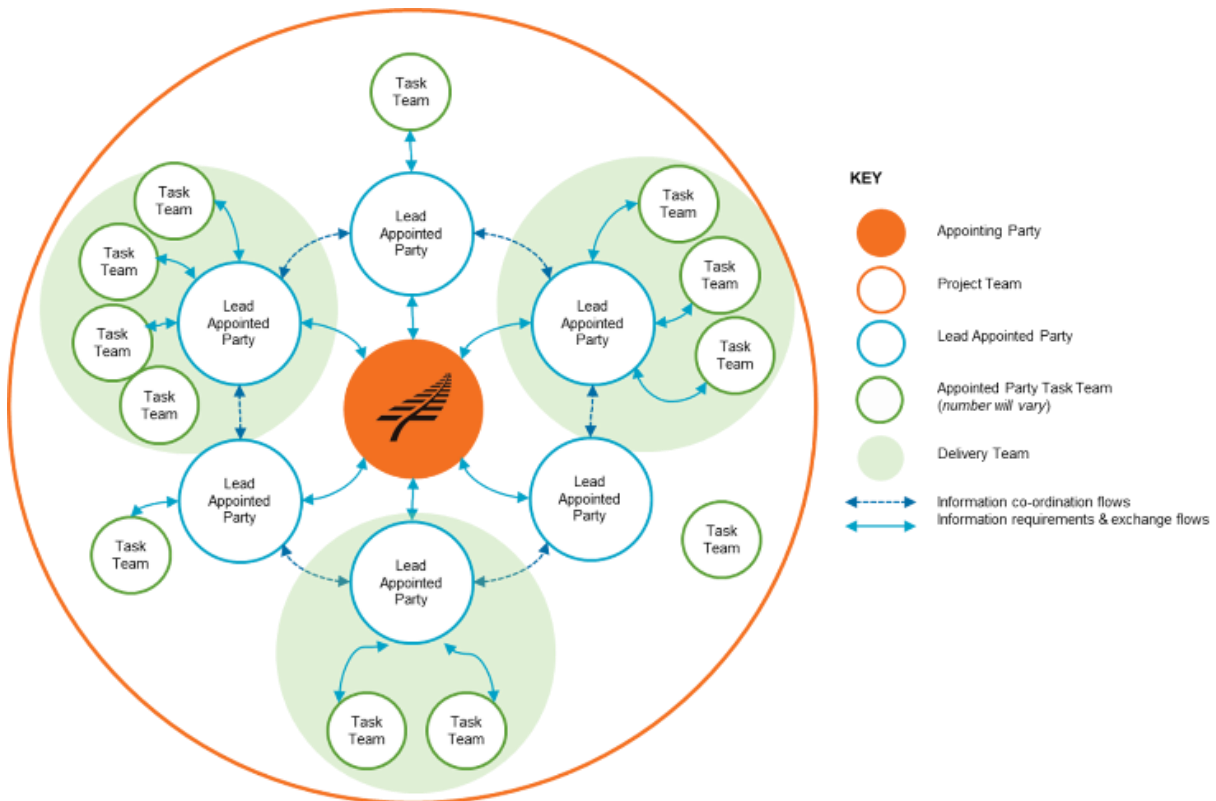 Task
Team
Task
Team
Task
Team
Task
Team
Task
Team
Lead
Appointed
Party
Lead
Appointed
Party
Lead
Appointed
Party
Task
Team
Task
Team
Task
Team
Lead
Appointed
Party
Task
Team
Lead
Appointed
Party
Lead
Appointed
Party
Task
Team
Task
Team
Task
Team
KEY
Appointing Party
Project Team
Lead Appointed Party
Appointed Party Task Team
(number will vary)
Delivery Team
Information co-ordination flows
Information requirements & exchange flows